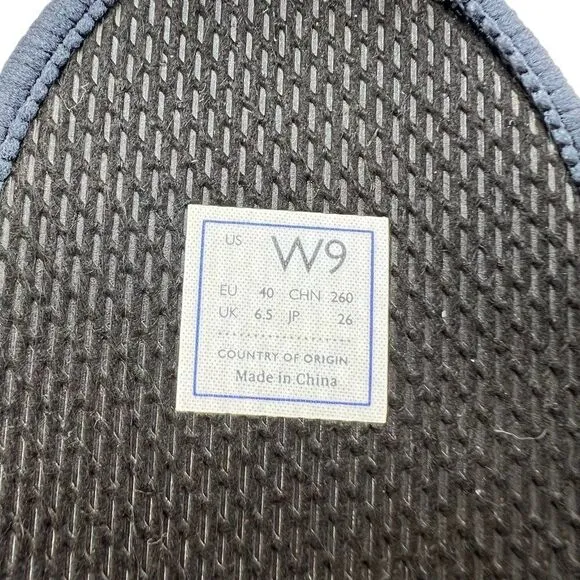 US W9
EU 40 CHN 260
UK 6.5 JP 26
COUNTRY OF ORIGIN
Made in China